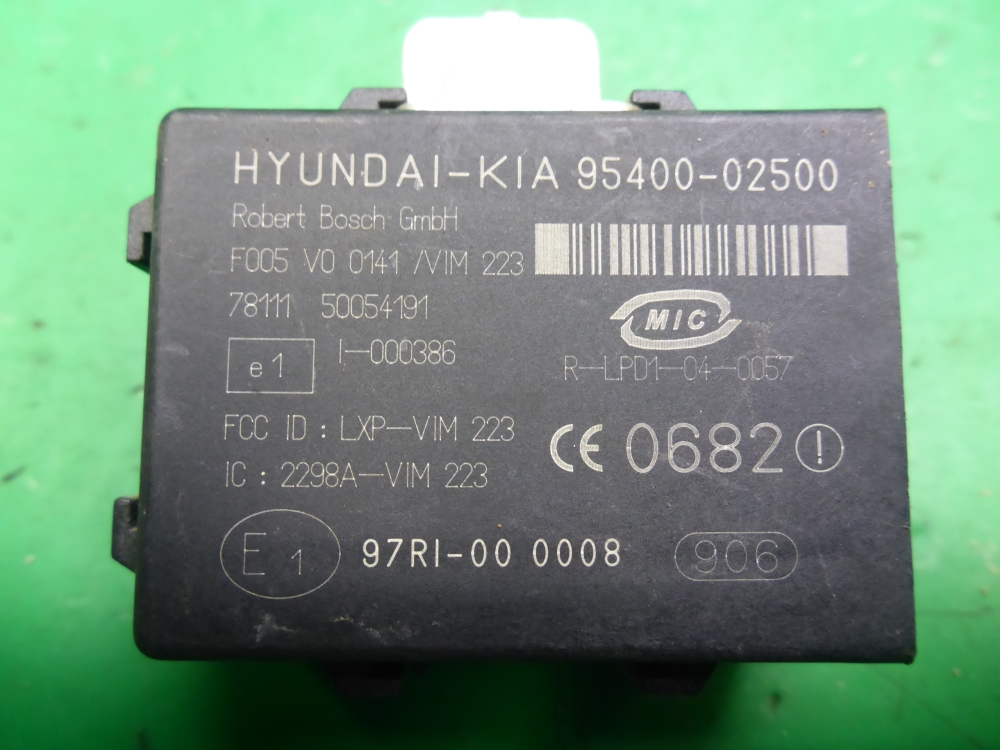 HYUNDAI-KIA 95400-02500
Robert Bosch GmbH
F005 V0 0141 /VIM 223
78111 50054191
MIC
e1 I-000386
R-LPD1-04-0057
FCC ID : LXP-VIM 223
CE 0682 !
IC : 2298A-VIM 223
E1 97RI-00 0008 906